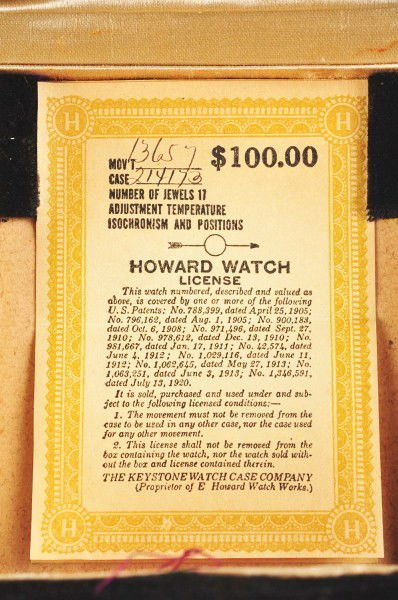 H H
MOV'T 13657 $100.00
CASE 214173
NUMBER OF JEWELS 17
ADJUSTMENT TEMPERATURE
ISOCHRONISM AND POSITIONS
HOWARD WATCH
LICENSE
This watch numbered, described and valued as
above, is covered by one or more of the following
U. S. Patents: No. 788,399, dated April 25, 1905;
No. 796,162, dated Aug. 1, 1905; No. 900,183,
dated Oct. 6, 1908; No. 971,496, dated Sept. 27,
1910; No. 978,612, dated Dec. 13, 1910; No.
981,667, dated Jan. 17, 1911; No. 42,574, dated
June 4, 1912; No. 1,029,116, dated June 11,
1912; No. 1,062,645, dated May 27, 1913; No.
1,063,251, dated June 3, 1913; No. 1,346,591,
dated July 13, 1920.
It is sold, purchased and used under and sub-
ject to the following licensed conditions:—
1. The movement must not be removed from the
case to be used in any other case, nor the case used
for any other movement.
2. This license shall not be removed from the
box containing the watch, nor the watch sold with-
out the box and license contained therein.
THE KEYSTONE WATCH CASE COMPANY
(Proprietor of E Howard Watch Works.)
H H